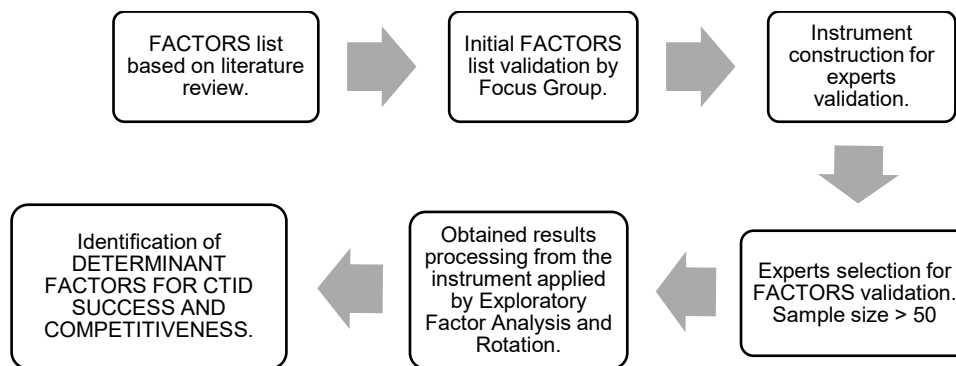 FACTORS list
based on literature
review.
Initial FACTORS
list validation by
Focus Group.
Instrument
construction for
experts
validation.
Experts selection for
FACTORS validation.
Sample size > 50
Obtained results
processing from the
instrument applied
by Exploratory
Factor Analysis and
Rotation.
Identification of
DETERMINANT
FACTORS FOR CTID
SUCCESS AND
COMPETITIVENESS.